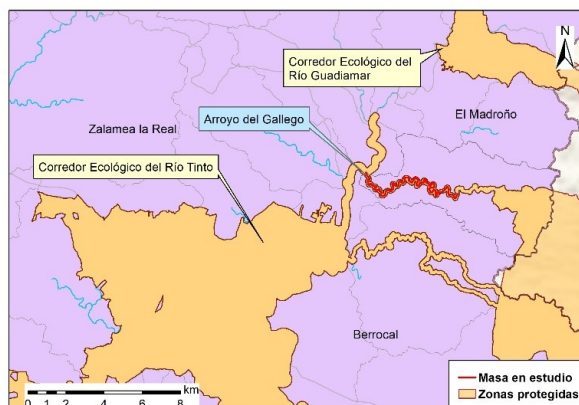 N
Corredor Ecológico del
Río Guadiamar
El Madroño
Arroyo del Gallego
Zalamea la Real
Corredor Ecológico del Río Tinto
Berrocal
km
0 1 2 4 6 8
Masa en estudio
Zonas protegidas